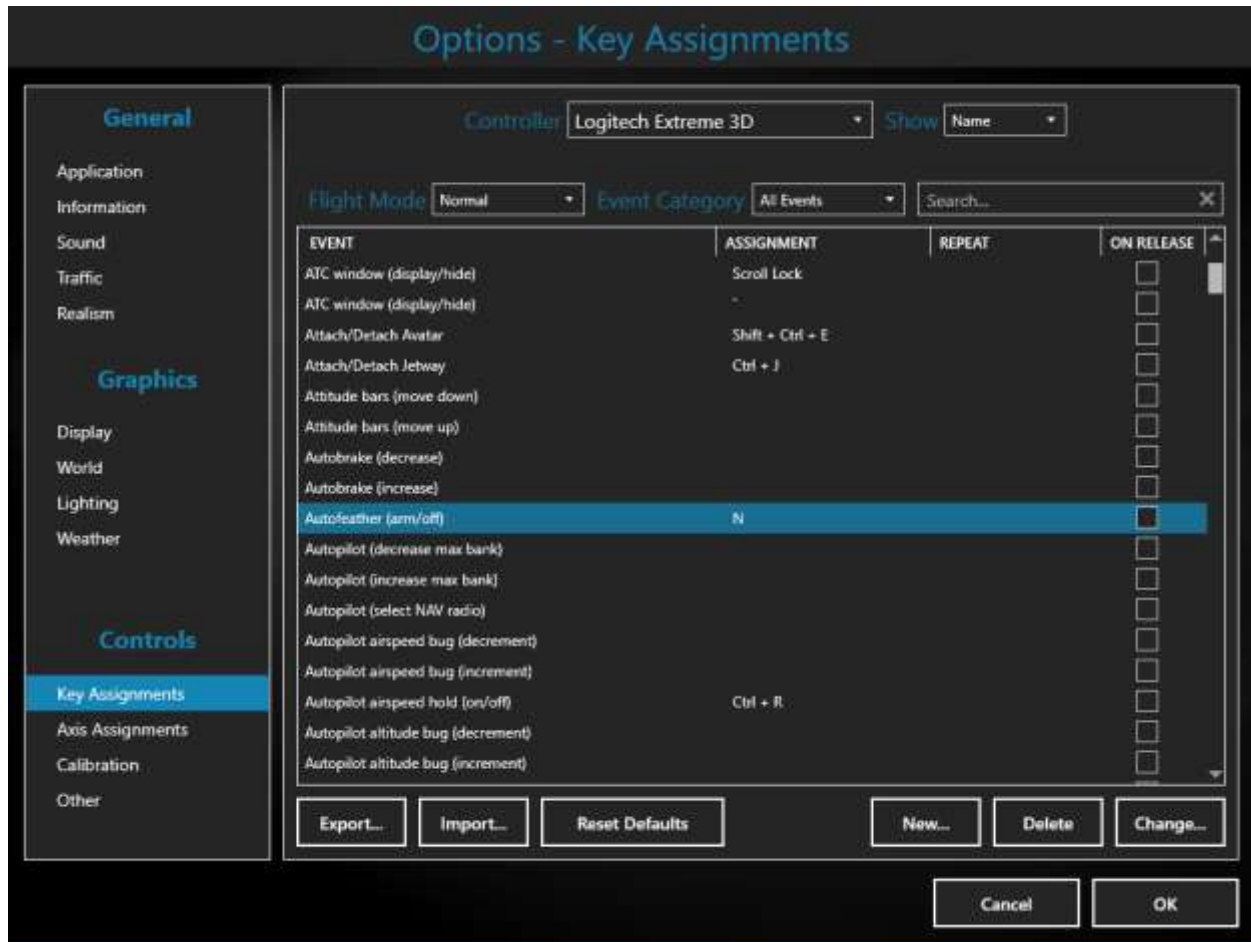 Options - Key Assignments
General
Application
Information
Sound
Traffic
Realism
Graphics
Display
World
Lighting
Weather
Controls
Key Assignments
Axis Assignments
Calibration
Other
Controller Logitech Extreme 3D Show Name
Flight Mode Normal Event Category All Events Search...
EVENT ASSIGNMENT REPEAT ON RELEASE
ATC window (display/hide) Scroll Lock
ATC window (display/hide)
Attach/Detach Avatar Shift + Ctrl + E
Attach/Detach Jetway Ctrl + J
Attitude bars (move down)
Attitude bars (move up)
Autobrake (decrease)
Autobrake (increase)
Autofeather (arm/off) N
Autopilot (decrease max bank)
Autopilot (increase max bank)
Autopilot (select NAV radio)
Autopilot airspeed bug (decrement)
Autopilot airspeed bug (increment)
Autopilot airspeed hold (on/off) Ctrl + R
Autopilot altitude bug (decrement)
Autopilot altitude bug (increment)
Export... Import... Reset Defaults New... Delete Change...
Cancel OK